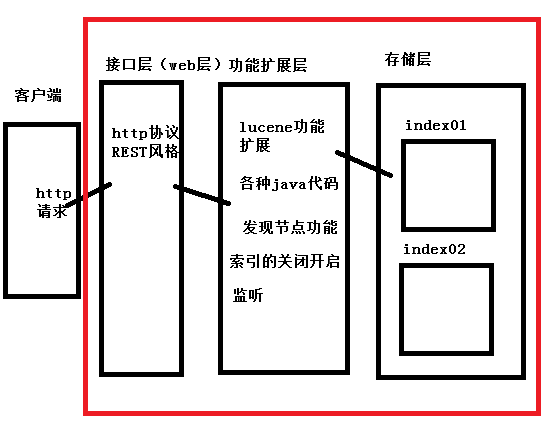 客户端
http
请求
接口层（web层）
http协议
REST风格
功能扩展层
lucene功能
扩展
各种java代码
发现节点功能
索引的关闭开启
监听
存储层
index01
index02